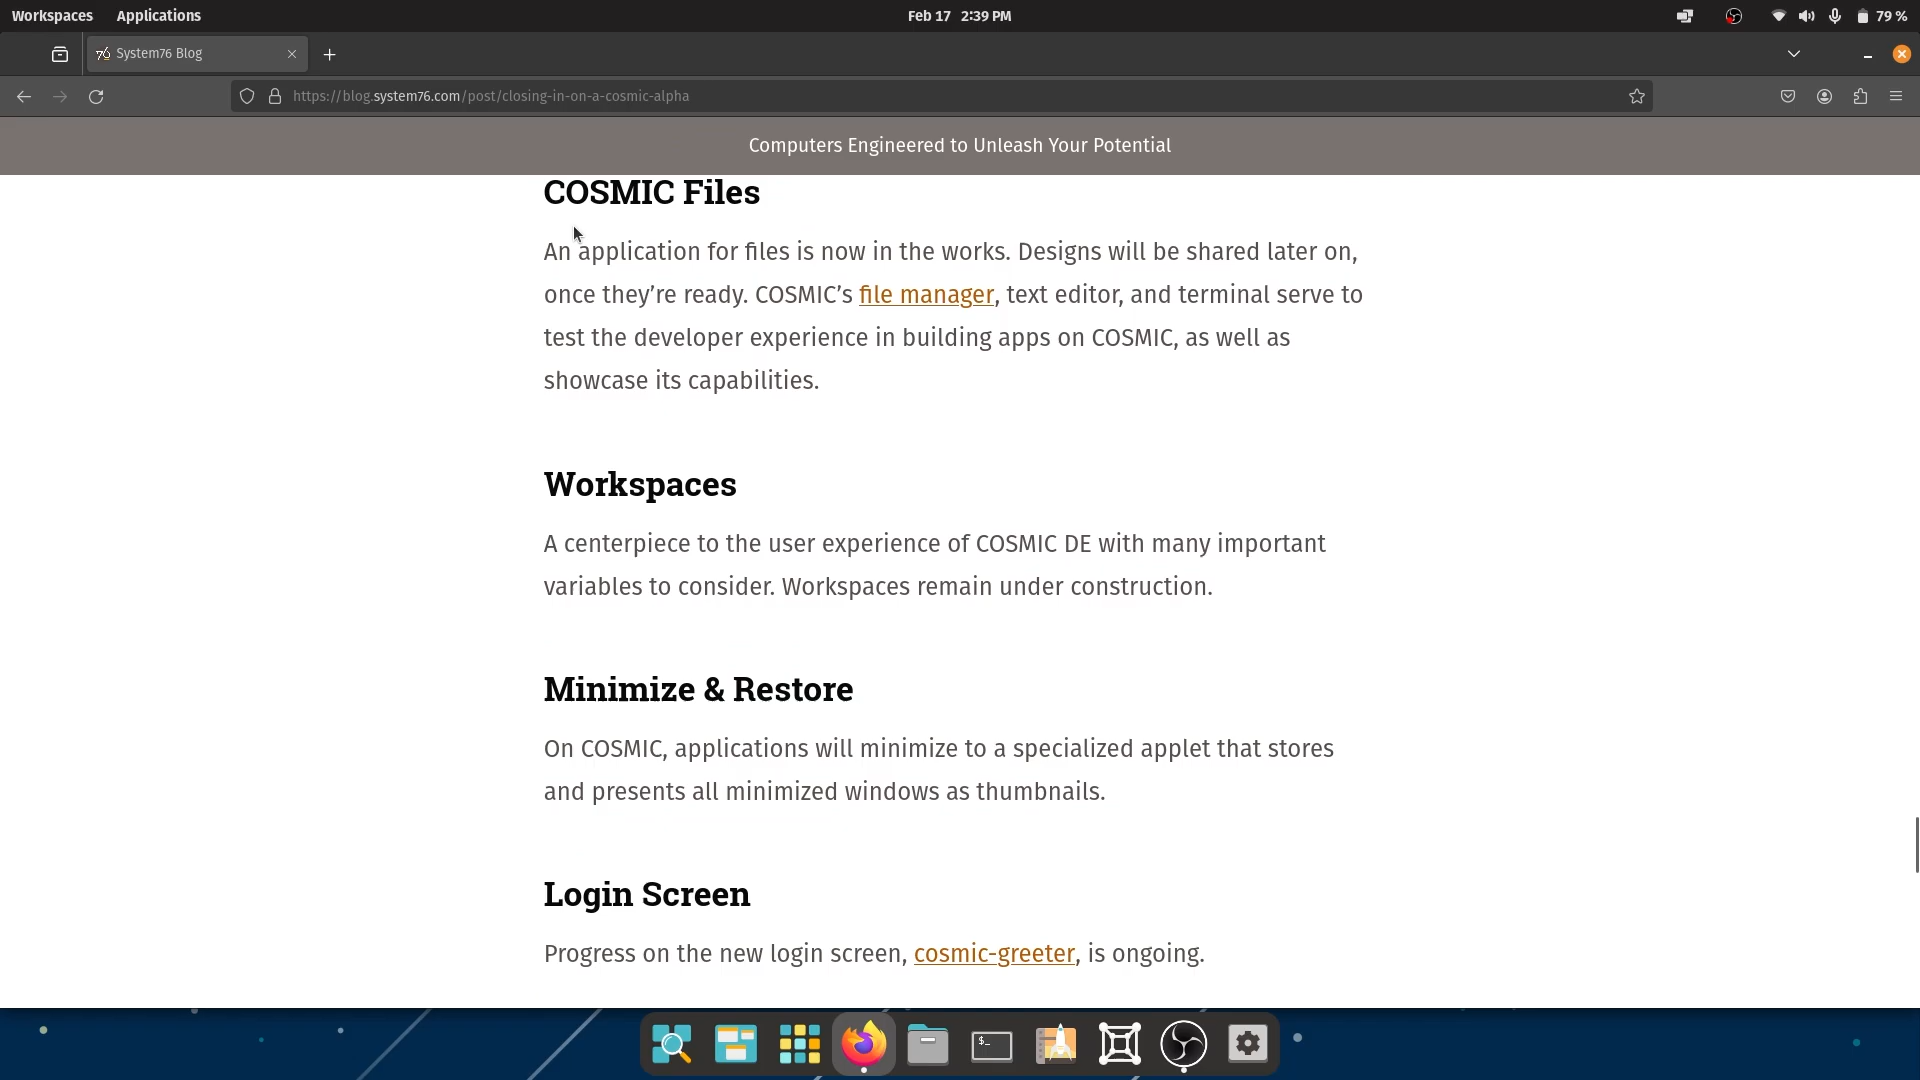 Workspaces Applications Feb 17 2:39 PM 79 %
System76 Blog
https://blog.system76.com/post/closing-in-on-a-cosmic-alpha
Computers Engineered to Unleash Your Potential
COSMIC Files
An application for files is now in the works. Designs will be shared later on,
once they’re ready. COSMIC’s file manager, text editor, and terminal serve to
test the developer experience in building apps on COSMIC, as well as
showcase its capabilities.
Workspaces
A centerpiece to the user experience of COSMIC DE with many important
variables to consider. Workspaces remain under construction.
Minimize & Restore
On COSMIC, applications will minimize to a specialized applet that stores
and presents all minimized windows as thumbnails.
Login Screen
Progress on the new login screen, cosmic-greeter, is ongoing.
$_